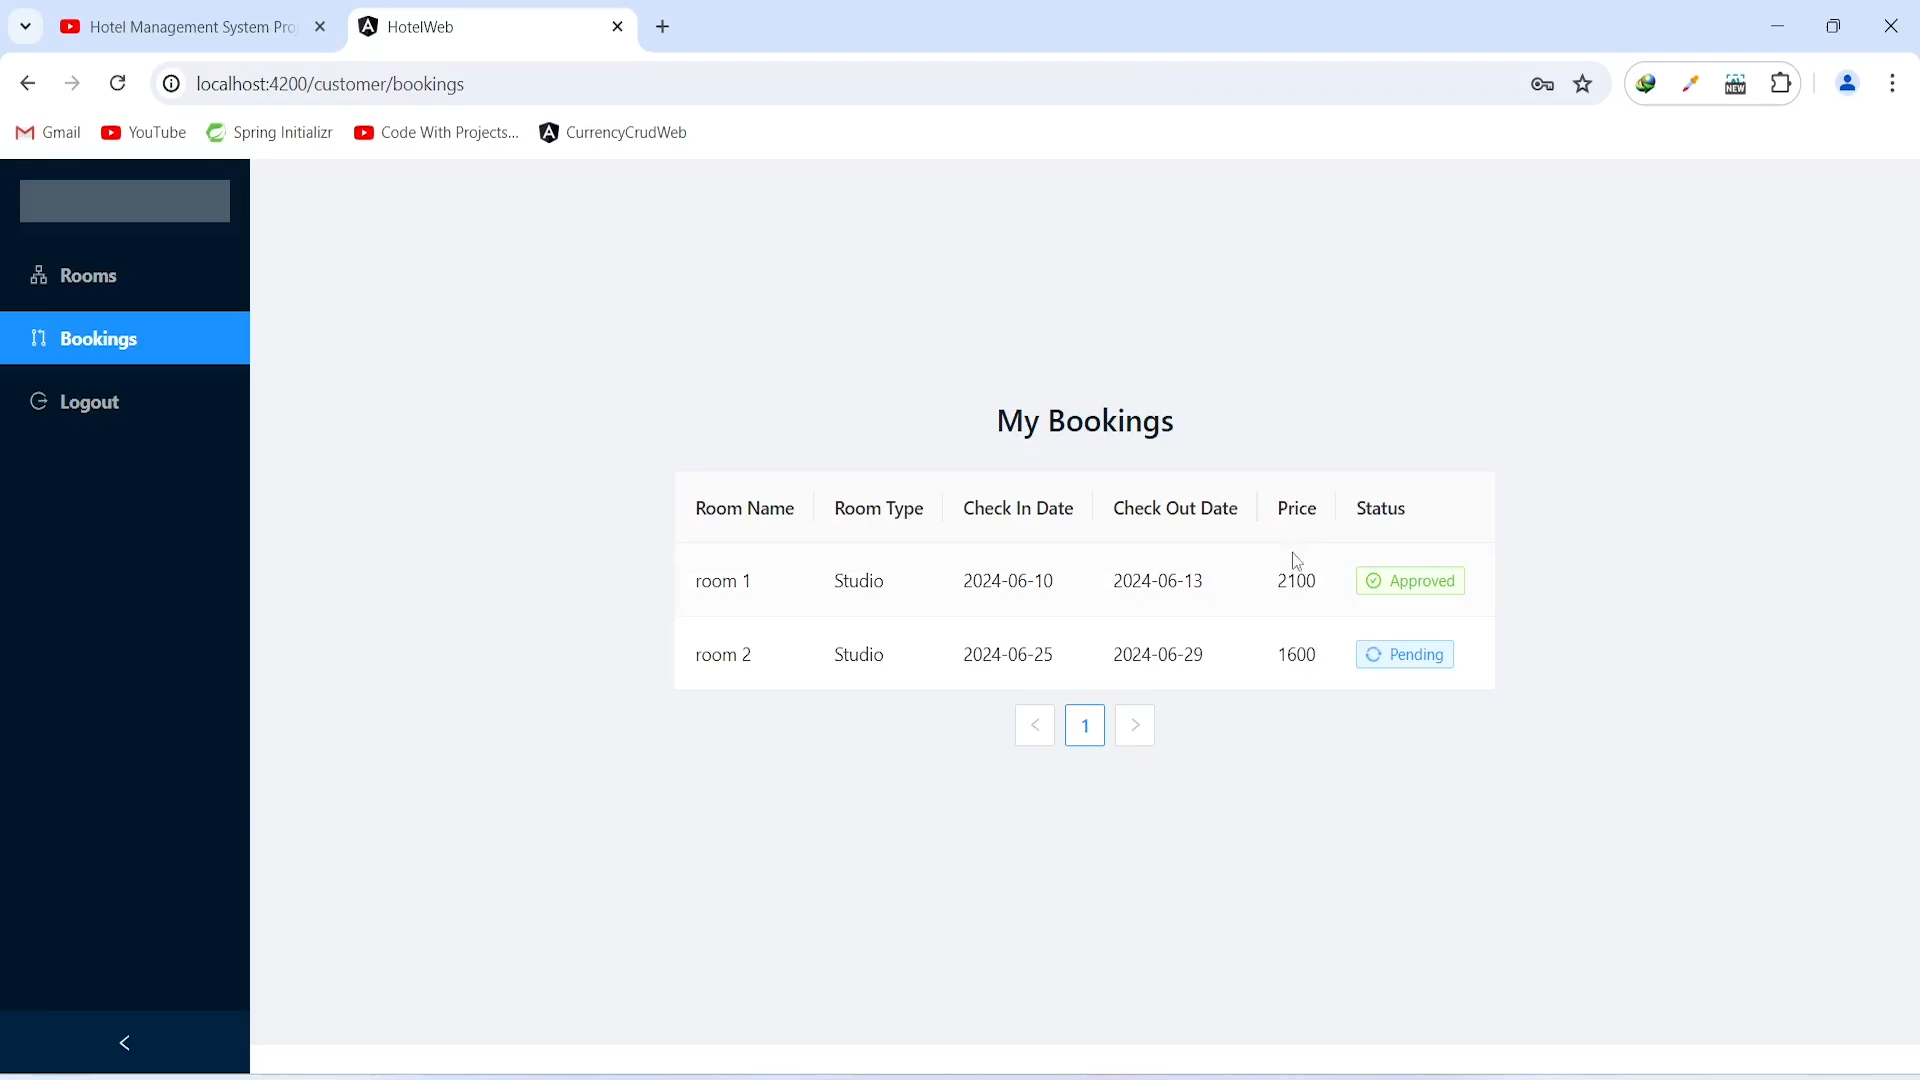 Hotel Management System Pro
HotelWeb
localhost:4200/customer/bookings
NEW
Gmail
YouTube
Spring Initializr
Code With Projects...
CurrencyCrudWeb
Rooms
Bookings
Logout
My Bookings
Room Name Room Type Check In Date Check Out Date Price Status
room 1 Studio 2024-06-10 2024-06-13 2100 Approved
room 2 Studio 2024-06-25 2024-06-29 1600 Pending
< 1 >